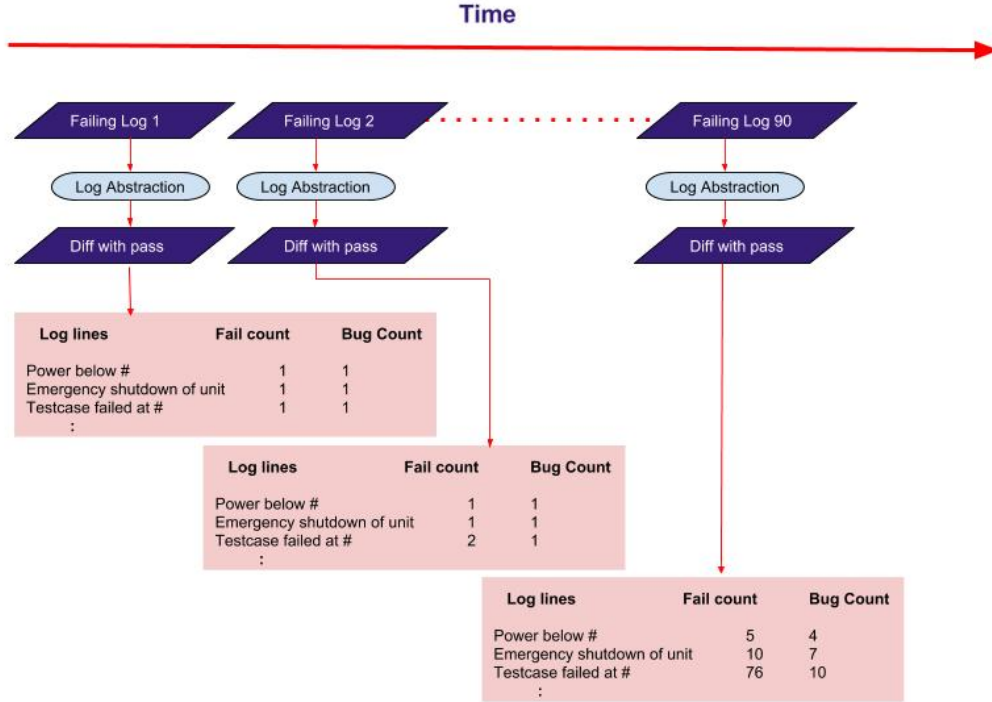 Time
Failing Log 1 Failing Log 2 Failing Log 90
Log Abstraction Log Abstraction Log Abstraction
Diff with pass Diff with pass Diff with pass
Log lines Fail count Bug Count
Power below # 1 1
Emergency shutdown of unit 1 1
Testcase failed at # 1 1
:
Log lines Fail count Bug Count
Power below # 1 1
Emergency shutdown of unit 1 1
Testcase failed at # 2 1
:
Log lines Fail count Bug Count
Power below # 5 4
Emergency shutdown of unit 10 7
Testcase failed at # 76 10
: